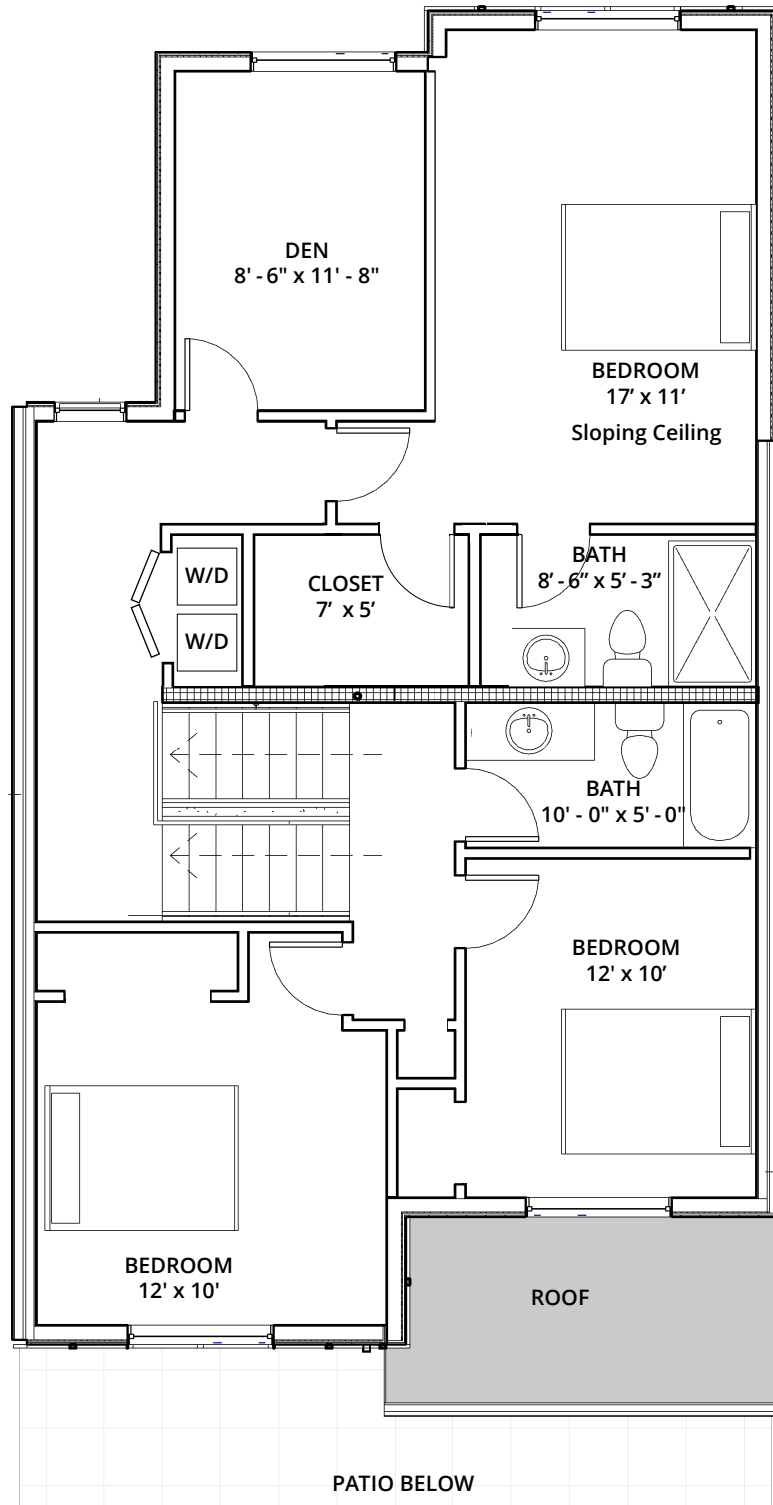 DEN
8' - 6" x 11' - 8"
BEDROOM
17’ x 11’
Sloping Ceiling
W/D
W/D
CLOSET
7’ x 5’
BATH
8’ - 6” x 5’ - 3”
BATH
10' - 0" x 5' - 0"
BEDROOM
12' x 10’
BEDROOM
12' x 10'
ROOF
PATIO BELOW